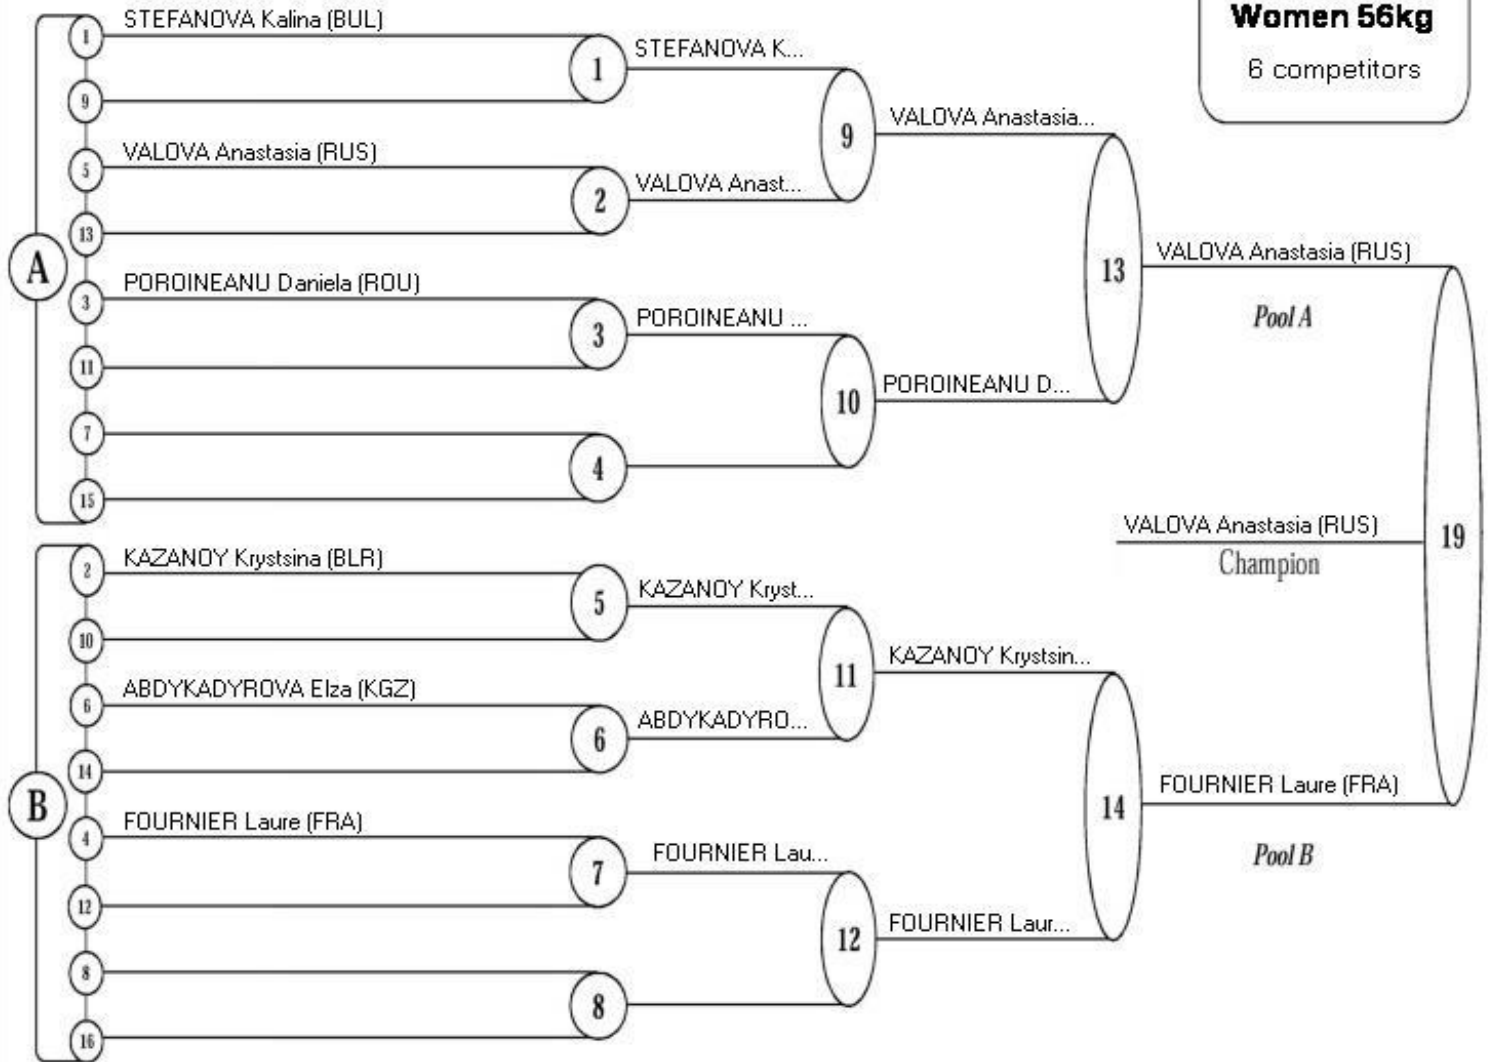 Women 56kg
6 competitors
A
1
STEFANOVA Kalina (BUL)
9
5
VALOVA Anastasia (RUS)
13
3
POROINEANU Daniela (ROU)
11
7
15
1
2
3
4
STEFANOVA K...
VALOVA Anast...
POROINEANU ...
9
10
VALOVA Anastasia...
POROINEANU D...
13
VALOVA Anastasia (RUS)
Pool A
B
2
KAZANOY Krystsina (BLR)
10
6
ABDYKADYROVA Elza (KGZ)
14
4
FOURNIER Laure (FRA)
12
8
16
5
6
7
8
KAZANOY Kryst...
ABDYKADYRO...
FOURNIER Lau...
11
12
KAZANOY Krystsin...
FOURNIER Laur...
14
FOURNIER Laure (FRA)
Pool B
VALOVA Anastasia (RUS)
Champion
19